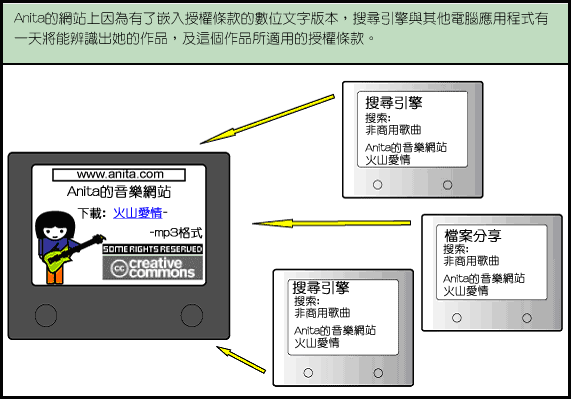 Anita的網站上因為有了嵌入授權條款的數位文字版本，搜尋引擎與其他電腦應用程式有
一天將能辨識出她的作品，及這個作品所適用的授權條款。
搜尋引擎
搜索:
非商用歌曲
Anita的音樂網站
火山愛情
www.anita.com
Anita的音樂網站
下載: 火山愛情-
-mp3格式
SOME RIGHTS RESERVED
cc creative
commons
檔案分享
搜索:
非商用歌曲
Anita的音樂網站
火山愛情
搜尋引擎
搜索:
非商用歌曲
Anita的音樂網站
火山愛情